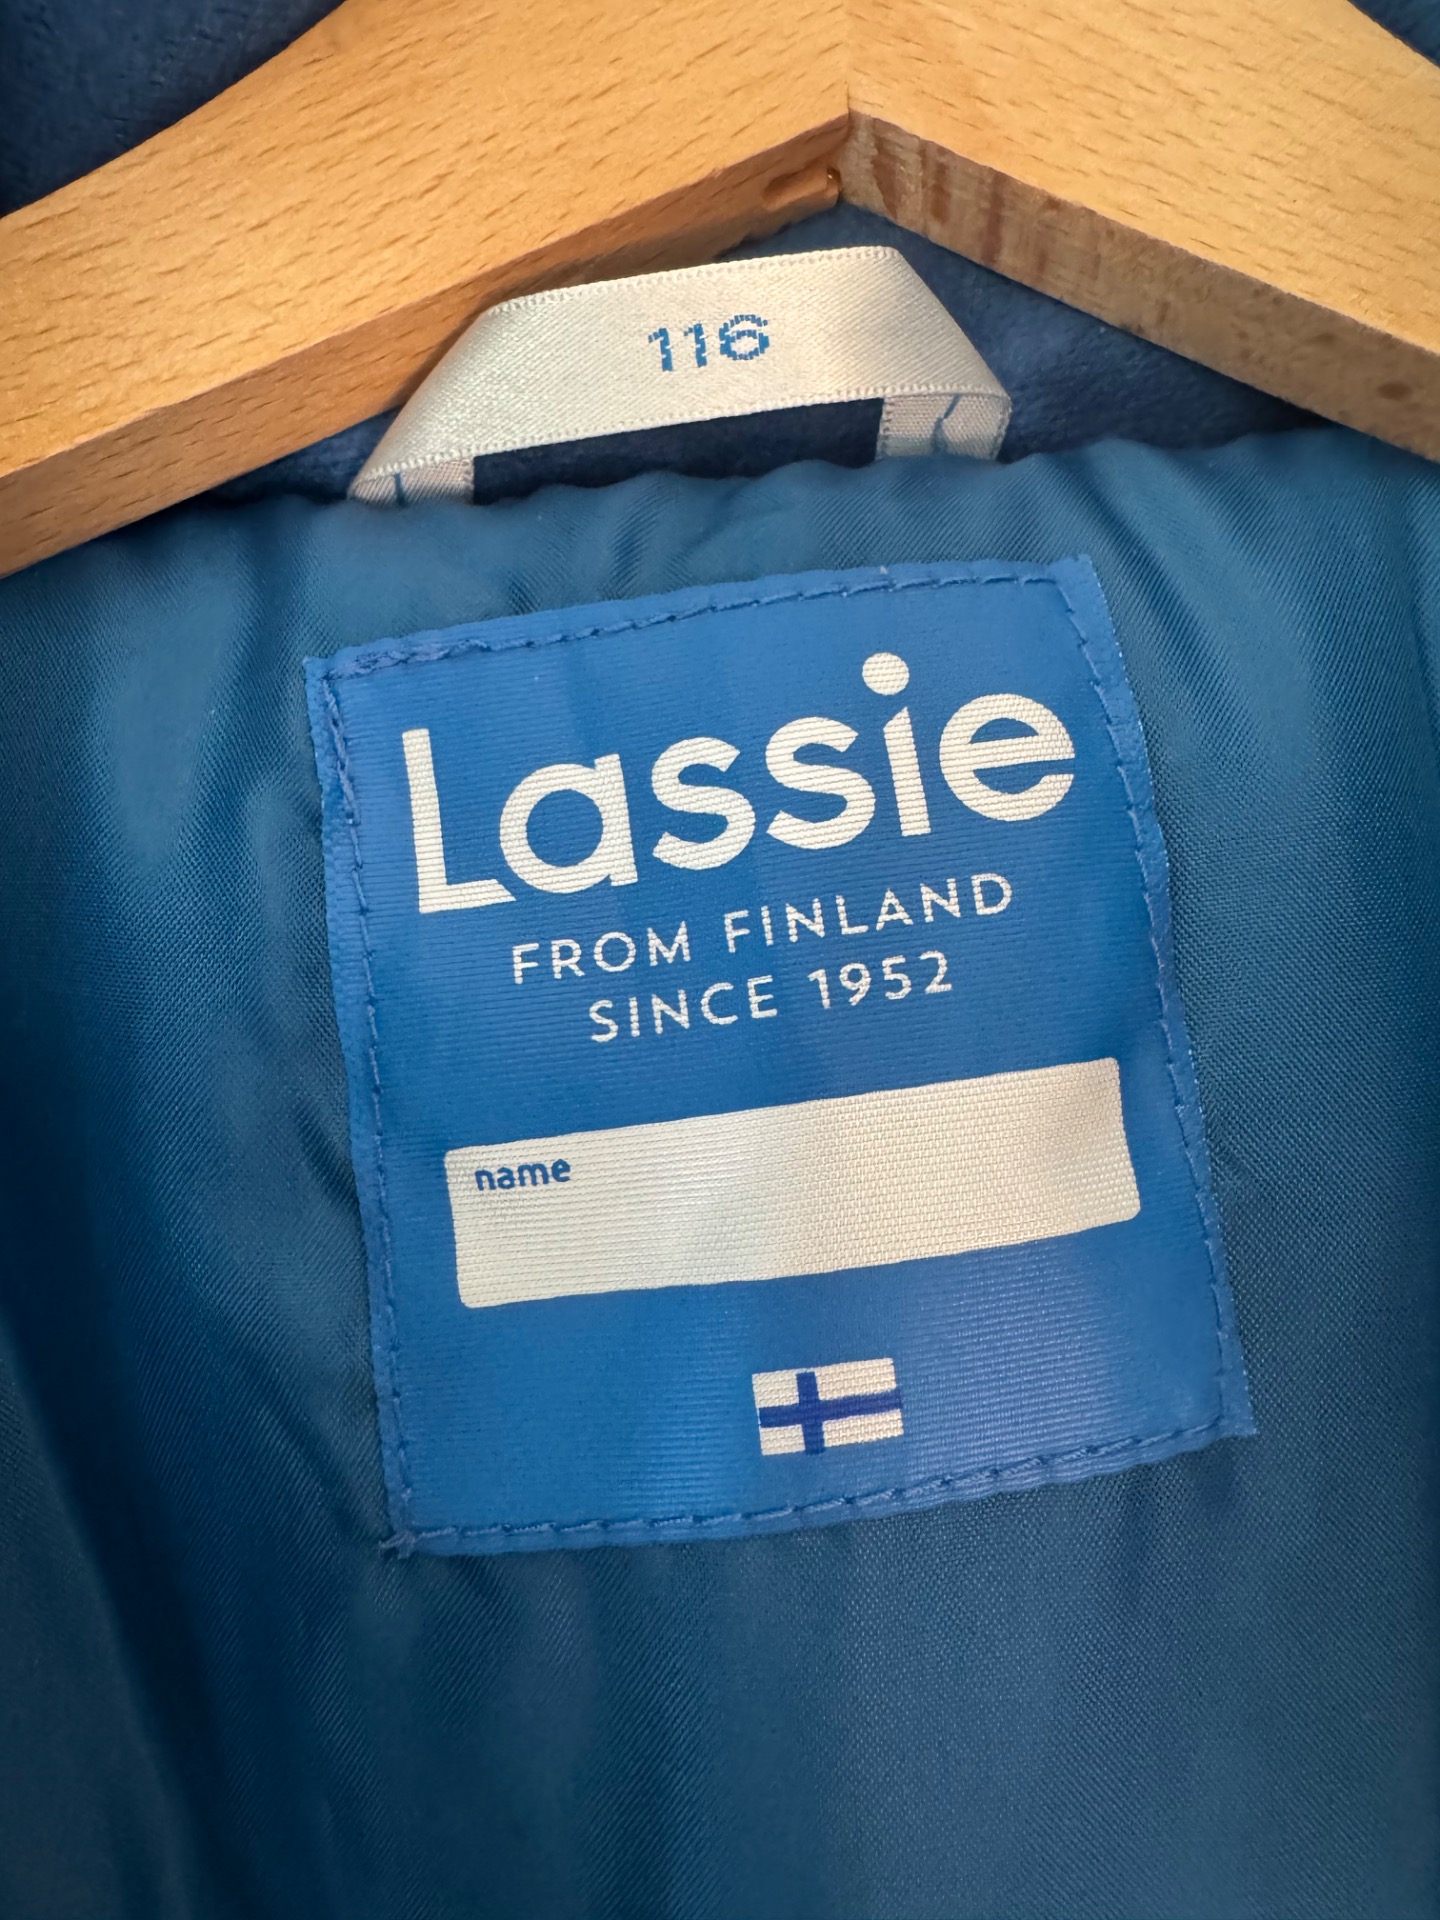 116
Lassie
FROM FINLAND
SINCE 1952
name